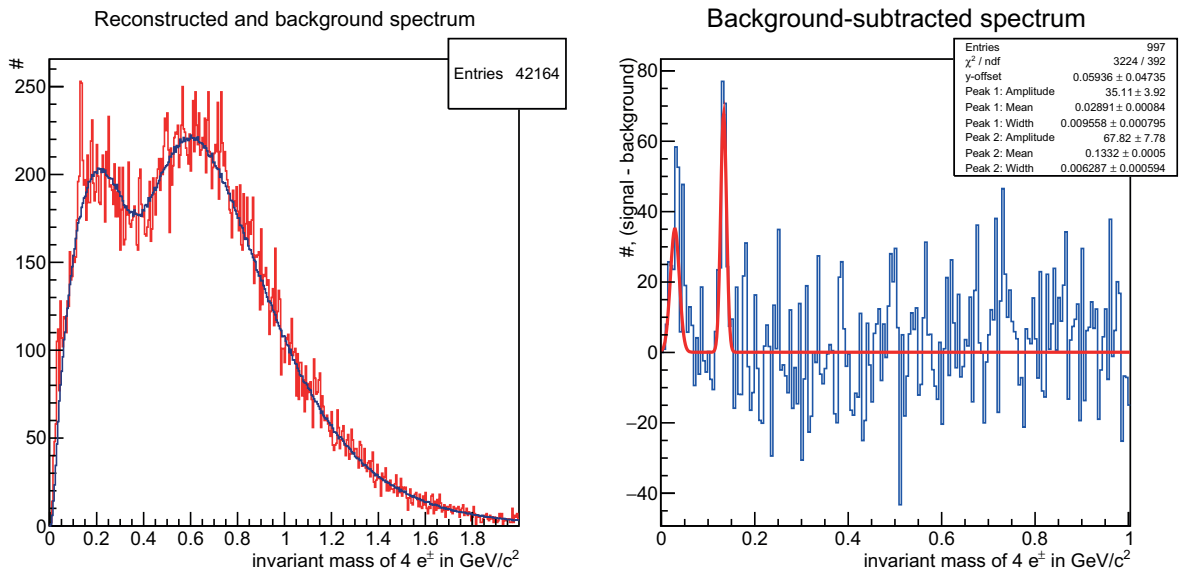 Reconstructed and background spectrum
#
Entries 42164
250
200
150
100
50
0
0 0.2 0.4 0.6 0.8 1 1.2 1.4 1.6 1.8
invariant mass of 4 e± in GeV/c²
Background-subtracted spectrum
#, (signal - background)
Entries 997
χ² / ndf 3224 / 392
y-offset 0.05936 ± 0.04735
Peak 1: Amplitude 35.11 ± 3.92
Peak 1: Mean 0.02891 ± 0.00084
Peak 1: Width 0.009558 ± 0.000795
Peak 2: Amplitude 67.82 ± 7.78
Peak 2: Mean 0.1332 ± 0.0005
Peak 2: Width 0.006287 ± 0.000594
80
60
40
20
0
−20
−40
0 0.2 0.4 0.6 0.8 1
invariant mass of 4 e± in GeV/c²